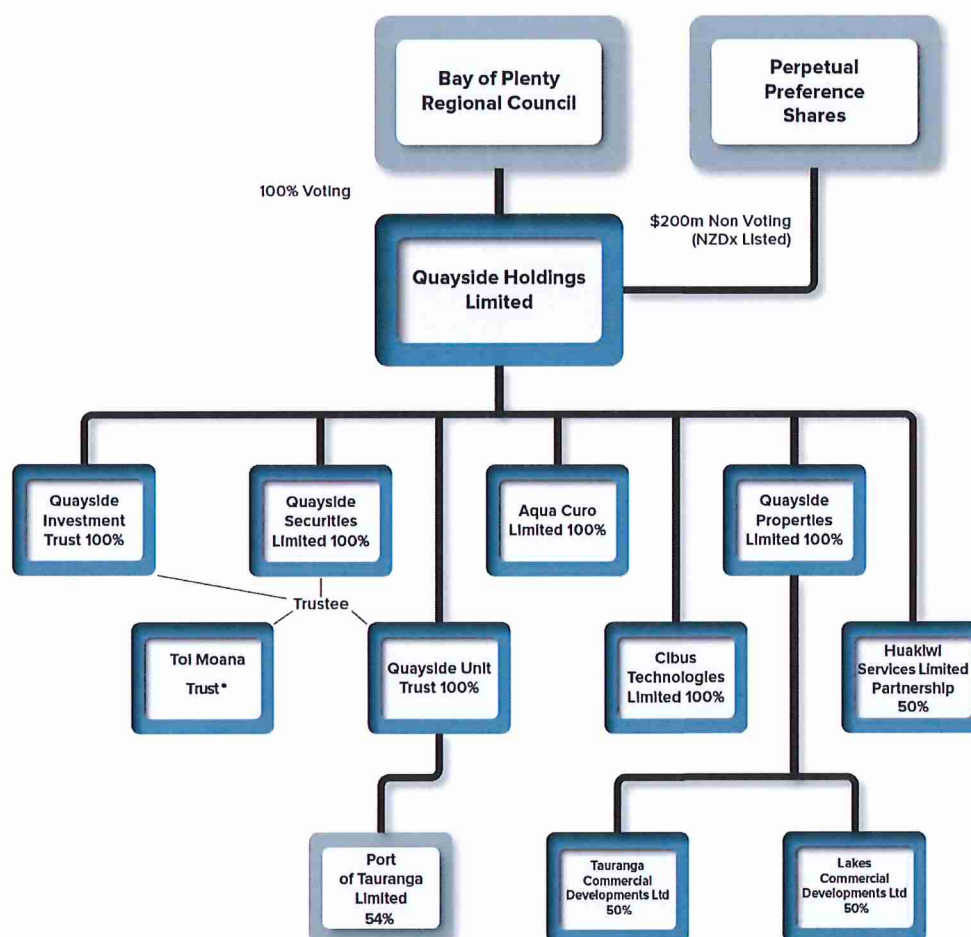 Bay of Plenty
Regional Council
Perpetual
Preference
Shares
100% Voting
$200m Non Voting
(NZDx Listed)
Quayside Holdings
Limited
Quayside
Investment
Trust 100%
Quayside
Securities
Limited 100%
Aqua Curo
Limited 100%
Quayside
Properties
Limited 100%
Trustee
Toi Moana
Trust*
Quayside Unit
Trust 100%
Cibus
Technologies
Limited 100%
Huakiwi
Services Limited
Partnership
50%
Port
of Tauranga
Limited
54%
Tauranga
Commercial
Developments Ltd
50%
Lakes
Commercial
Developments Ltd
50%